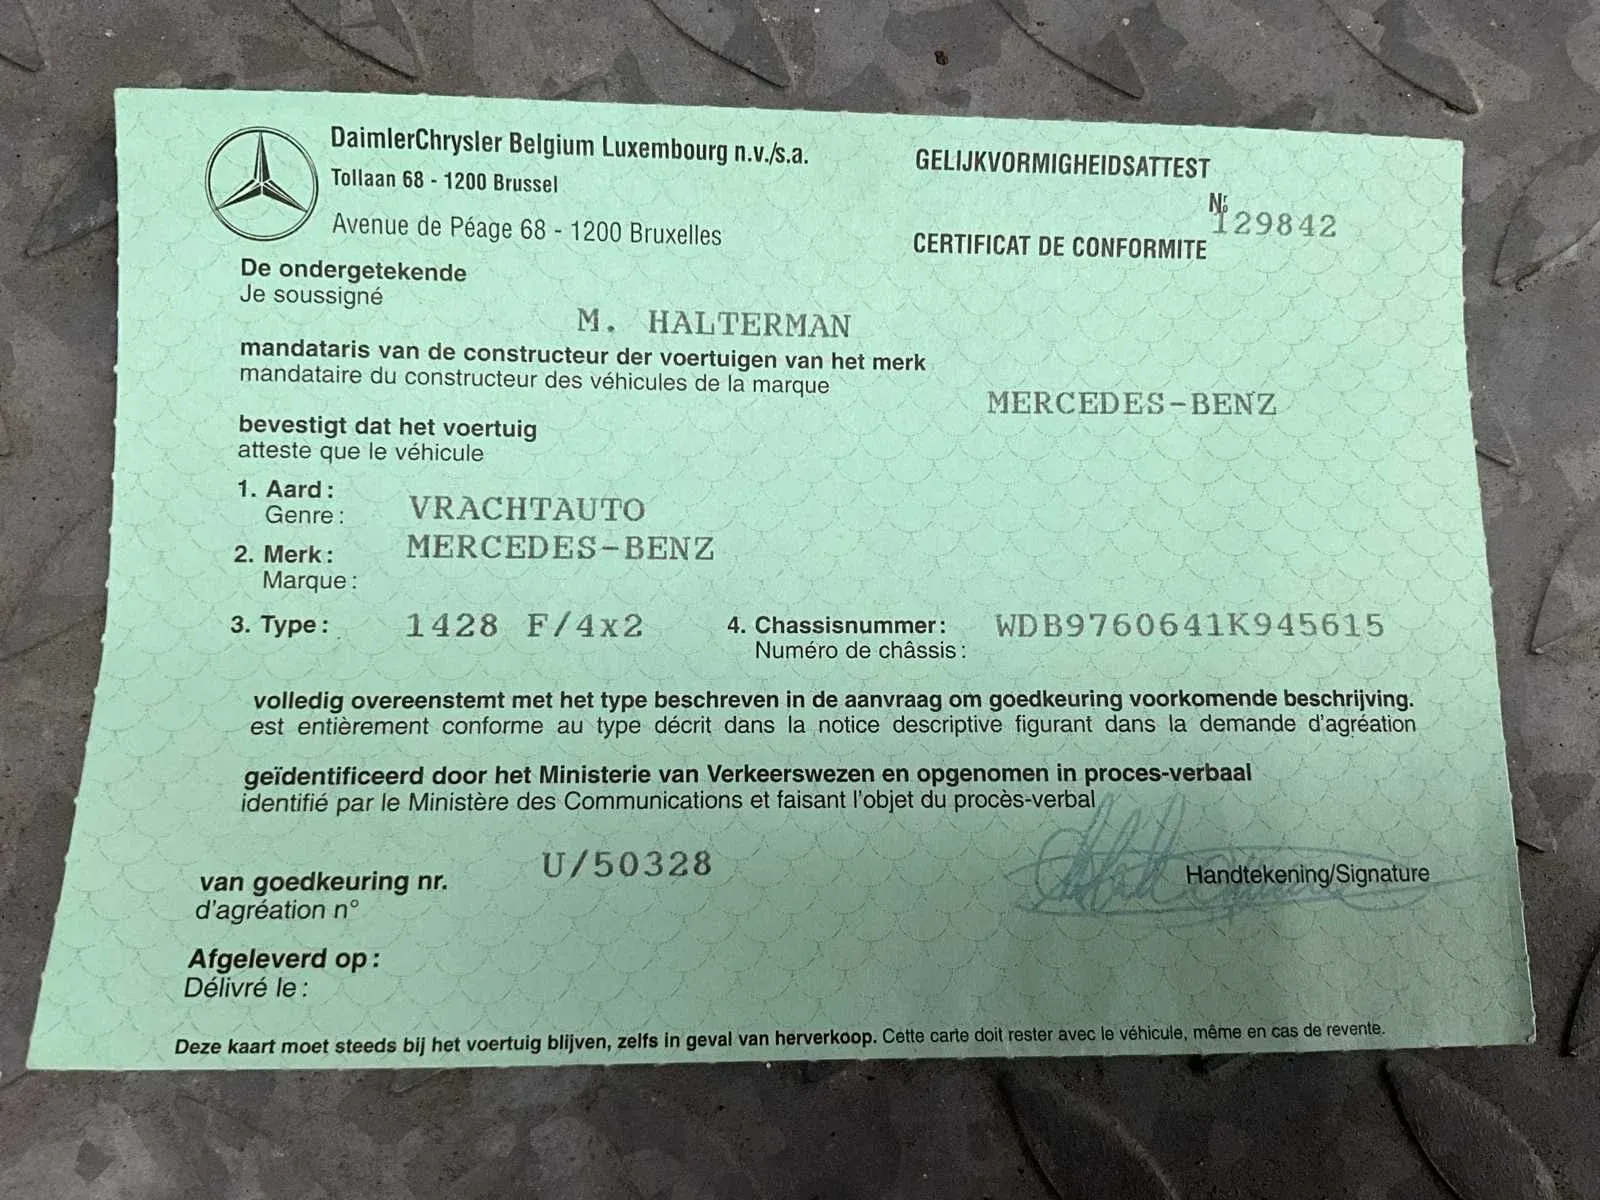 DaimlerChrysler Belgium Luxembourg n.v./s.a.
Tollaan 68 - 1200 Brussel
Avenue de Péage 68 - 1200 Bruxelles
GELIJKVORMIGHEIDSATTEST
Nr
No 129842
CERTIFICAT DE CONFORMITE
De ondergetekende
Je soussigné
M. HALTERMAN
mandataris van de constructeur der voertuigen van het merk
mandataire du constructeur des véhicules de la marque
MERCEDES-BENZ
bevestigt dat het voertuig
atteste que le véhicule
1. Aard : VRACHTAUTO
Genre :
2. Merk : MERCEDES-BENZ
Marque :
3. Type : 1428 F/4x2 4. Chassisnummer : WDB9760641K945615
Numéro de châssis :
volledig overeenstemt met het type beschreven in de aanvraag om goedkeuring voorkomende beschrijving.
est entièrement conforme au type décrit dans la notice descriptive figurant dans la demande d'agréation
geïdentificeerd door het Ministerie van Verkeerswezen en opgenomen in proces-verbaal
identifié par le Ministère des Communications et faisant l'objet du procès-verbal
van goedkeuring nr. U/50328
d'agréation n°
Handtekening/Signature
Afgeleverd op :
Délivré le :
Deze kaart moet steeds bij het voertuig blijven, zelfs in geval van herverkoop. Cette carte doit rester avec le véhicule, même en cas de revente.